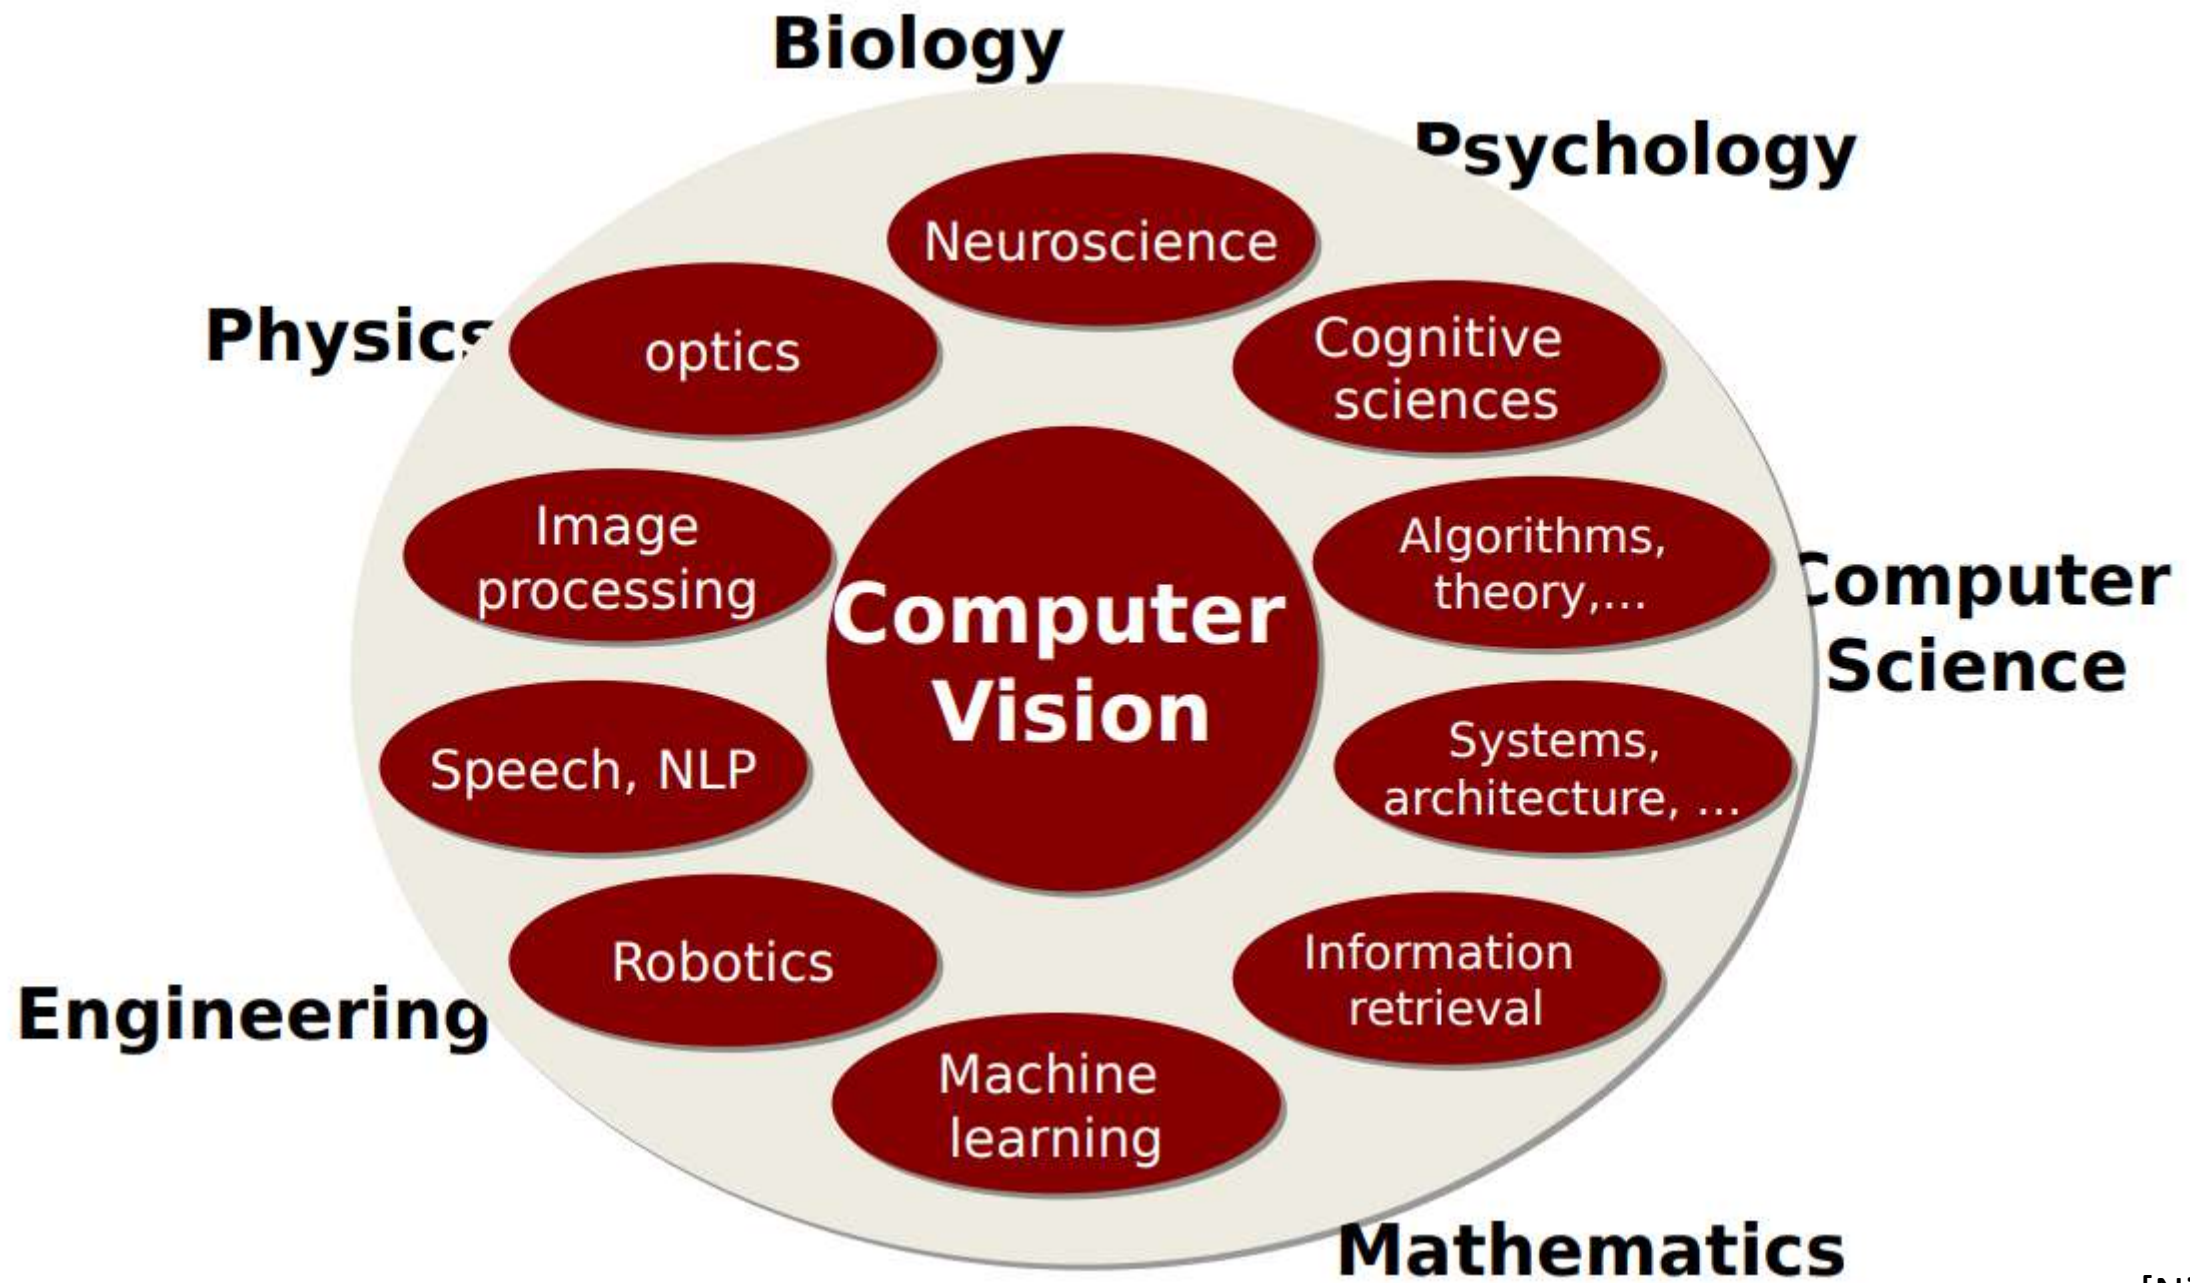 Biology
Psychology
Neuroscience
Physics
optics
Cognitive
sciences
Image
processing
Algorithms,
theory,...
Computer
Science
Computer
Vision
Speech, NLP
Systems,
architecture, ...
Robotics
Information
retrieval
Engineering
Machine
learning
Mathematics